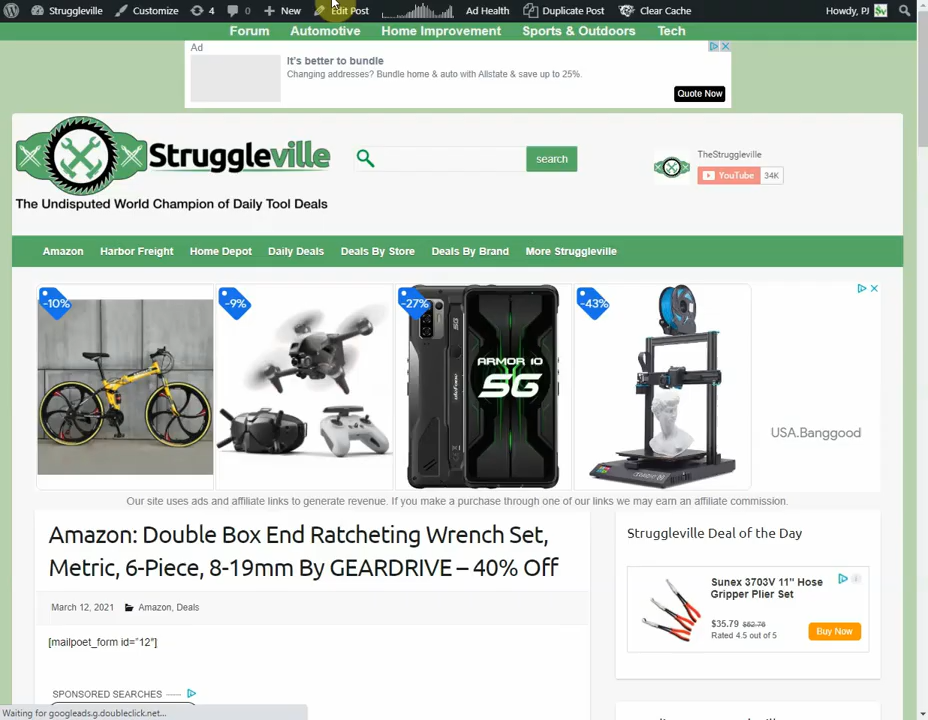 Struggleville Customize 4 0 New Edit Post Ad Health Duplicate Post Clear Cache Howdy, PJ
Forum Automotive Home Improvement Sports & Outdoors Tech
Ad
It's better to bundle
Changing addresses? Bundle home & auto with Allstate & save up to 25%.
Quote Now
Struggleville
The Undisputed World Champion of Daily Tool Deals
search
TheStruggleville
YouTube 34K
Amazon Harbor Freight Home Depot Daily Deals Deals By Store Deals By Brand More Struggleville
-10% -9% -27% -43%
ARMOR 10
5G
USA.Banggood
Our site uses ads and affiliate links to generate revenue. If you make a purchase through one of our links we may earn an affiliate commission.
Amazon: Double Box End Ratcheting Wrench Set,
Metric, 6-Piece, 8-19mm By GEARDRIVE – 40% Off
March 12, 2021 Amazon, Deals
[mailpoet_form id="12"]
SPONSORED SEARCHES
Struggleville Deal of the Day
Sunex 3703V 11" Hose
Gripper Plier Set
$35.79 $62.76
Rated 4.5 out of 5
Buy Now
Waiting for googleads.g.doubleclick.net...